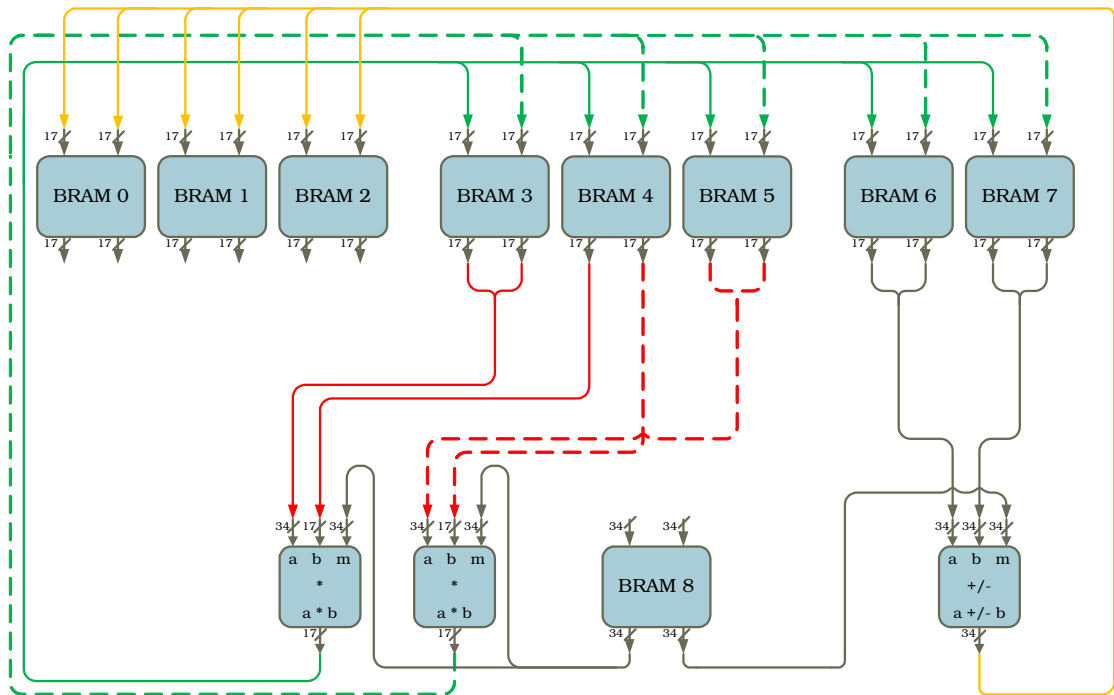 17 17 17 17 17 17 17 17 17 17 17 17 17 17 17 17
BRAM 0 BRAM 1 BRAM 2 BRAM 3 BRAM 4 BRAM 5 BRAM 6 BRAM 7
17 17 17 17 17 17 17 17 17 17 17 17 17 17 17 17
34 17 34 34 17 34 34 34 34 34 34
a b m a b m a b m
* * BRAM 8 +/-
a * b a * b a +/- b
17 17 34 34 34